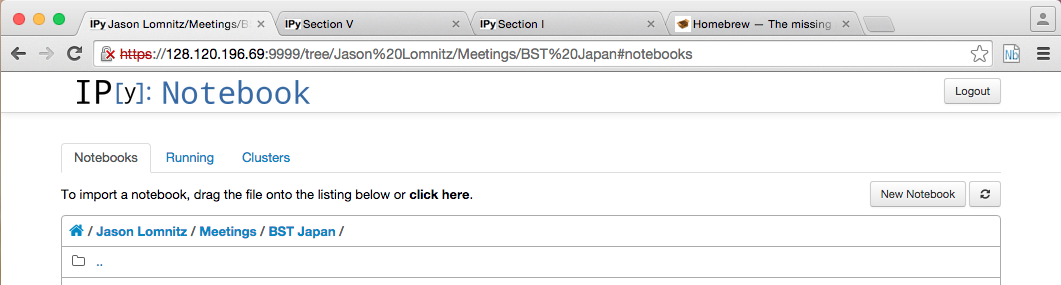 IPy Jason Lomnitz/Meetings/B
IPy Section V
IPy Section I
Homebrew — The missing
https://128.120.196.69:9999/tree/Jason%20Lomnitz/Meetings/BST%20Japan#notebooks
Nb
IP[y]: Notebook
Logout
Notebooks Running Clusters
To import a notebook, drag the file onto the listing below or click here.
New Notebook
/ Jason Lomnitz / Meetings / BST Japan /
..